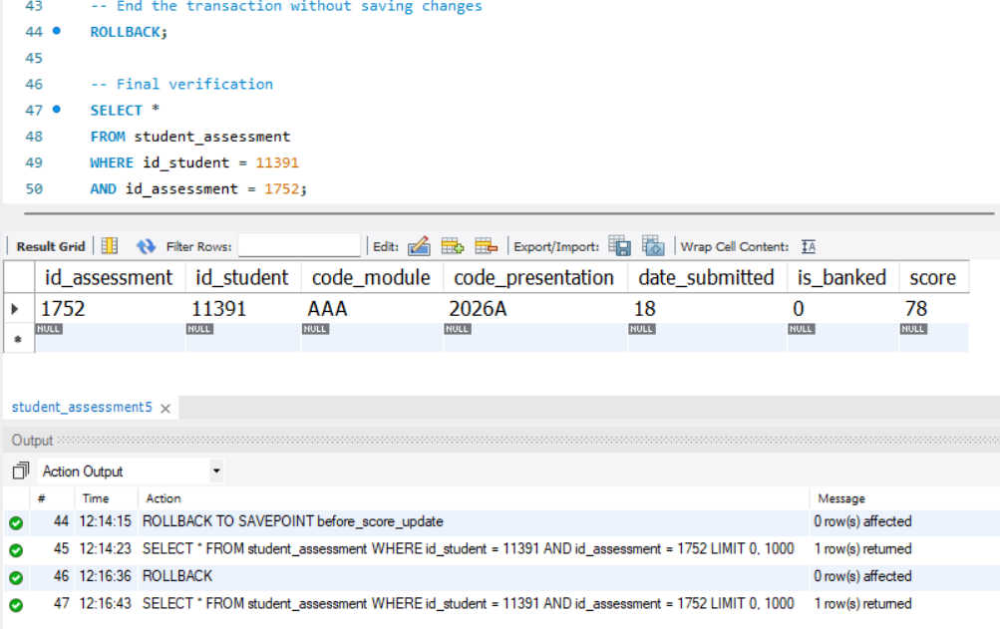 43 -- End the transaction without saving changes
44 ROLLBACK;
45
46 -- Final verification
47 SELECT *
48 FROM student_assessment
49 WHERE id_student = 11391
50 AND id_assessment = 1752;
Result Grid Filter Rows: Edit: Export/Import: Wrap Cell Content: IA
id_assessment id_student code_module code_presentation date_submitted is_banked score
1752 11391 AAA 2026A 18 0 78
NULL NULL NULL NULL NULL NULL NULL
student_assessment5 ×
Output
Action Output
# Time Action Message
44 12:14:15 ROLLBACK TO SAVEPOINT before_score_update 0 row(s) affected
45 12:14:23 SELECT * FROM student_assessment WHERE id_student = 11391 AND id_assessment = 1752 LIMIT 0, 1000 1 row(s) returned
46 12:16:36 ROLLBACK 0 row(s) affected
47 12:16:43 SELECT * FROM student_assessment WHERE id_student = 11391 AND id_assessment = 1752 LIMIT 0, 1000 1 row(s) returned